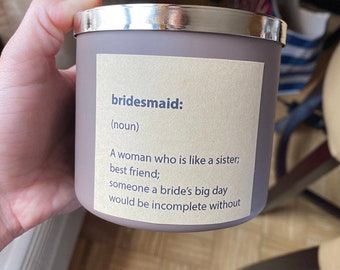 bridesmaid:
(noun)
A woman who is like a sister;
best friend;
someone a bride's big day
would be incomplete without